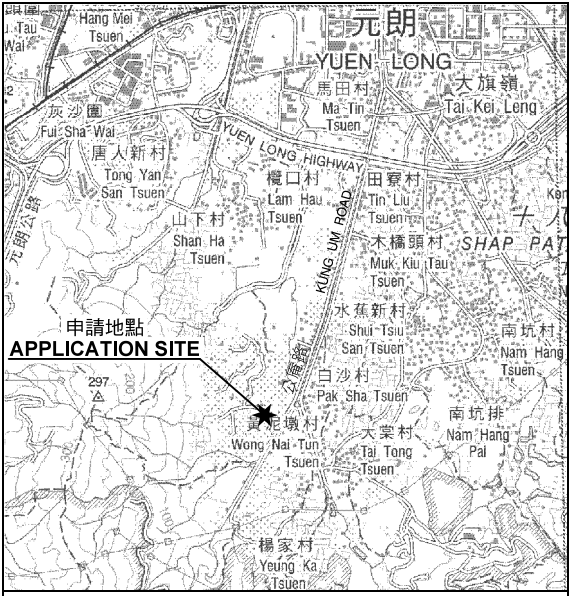 Hang Mei
Tsuen
Tau
Wai
元朗
YUEN LONG
灰沙圍
Fui Sha Wai
馬田村
Ma Tin
Tsuen
大旗嶺
Tai Kei Leng
唐人新村
Tong Yan
San Tsuen
YUEN LONG HIGHWAY
欖口村
Lam Hau
Tsuen
田寮村
Tin Liu
Tsuen
元朗公路
山下村
Shan Ha
Tsuen
KUNG UM ROAD
木橋頭村
Muk Kiu Tau
Tsuen
十八
SHAP PAT
水蕉新村
Shui Tsiu
San Tsuen
申請地點
APPLICATION SITE
南坑村
Nam Hang
Tsuen
公庵路
白沙村
Pak Sha Tsuen
297
200
黃泥墩村
Wong Nai Tun
Tsuen
大棠村
Tai Tong
Tsuen
南坑排
Nam Hang
Pai
楊家村
Yeung Ka
Tsuen